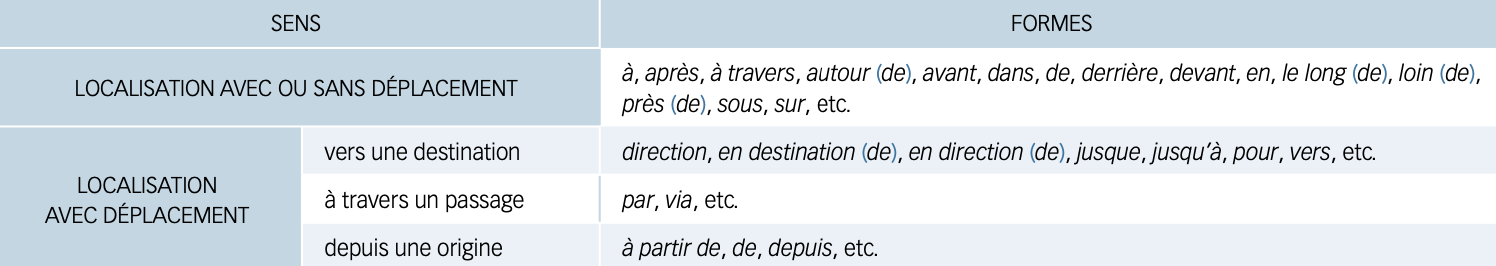 SENS
FORMES
LOCALISATION AVEC OU SANS DÉPLACEMENT
à, après, à travers, autour (de), avant, dans, de, derrière, devant, en, le long (de), loin (de),
près (de), sous, sur, etc.
LOCALISATION
AVEC DÉPLACEMENT
vers une destination
direction, en destination (de), en direction (de), jusque, jusqu’à, pour, vers, etc.
à travers un passage
par, via, etc.
depuis une origine
à partir de, de, depuis, etc.